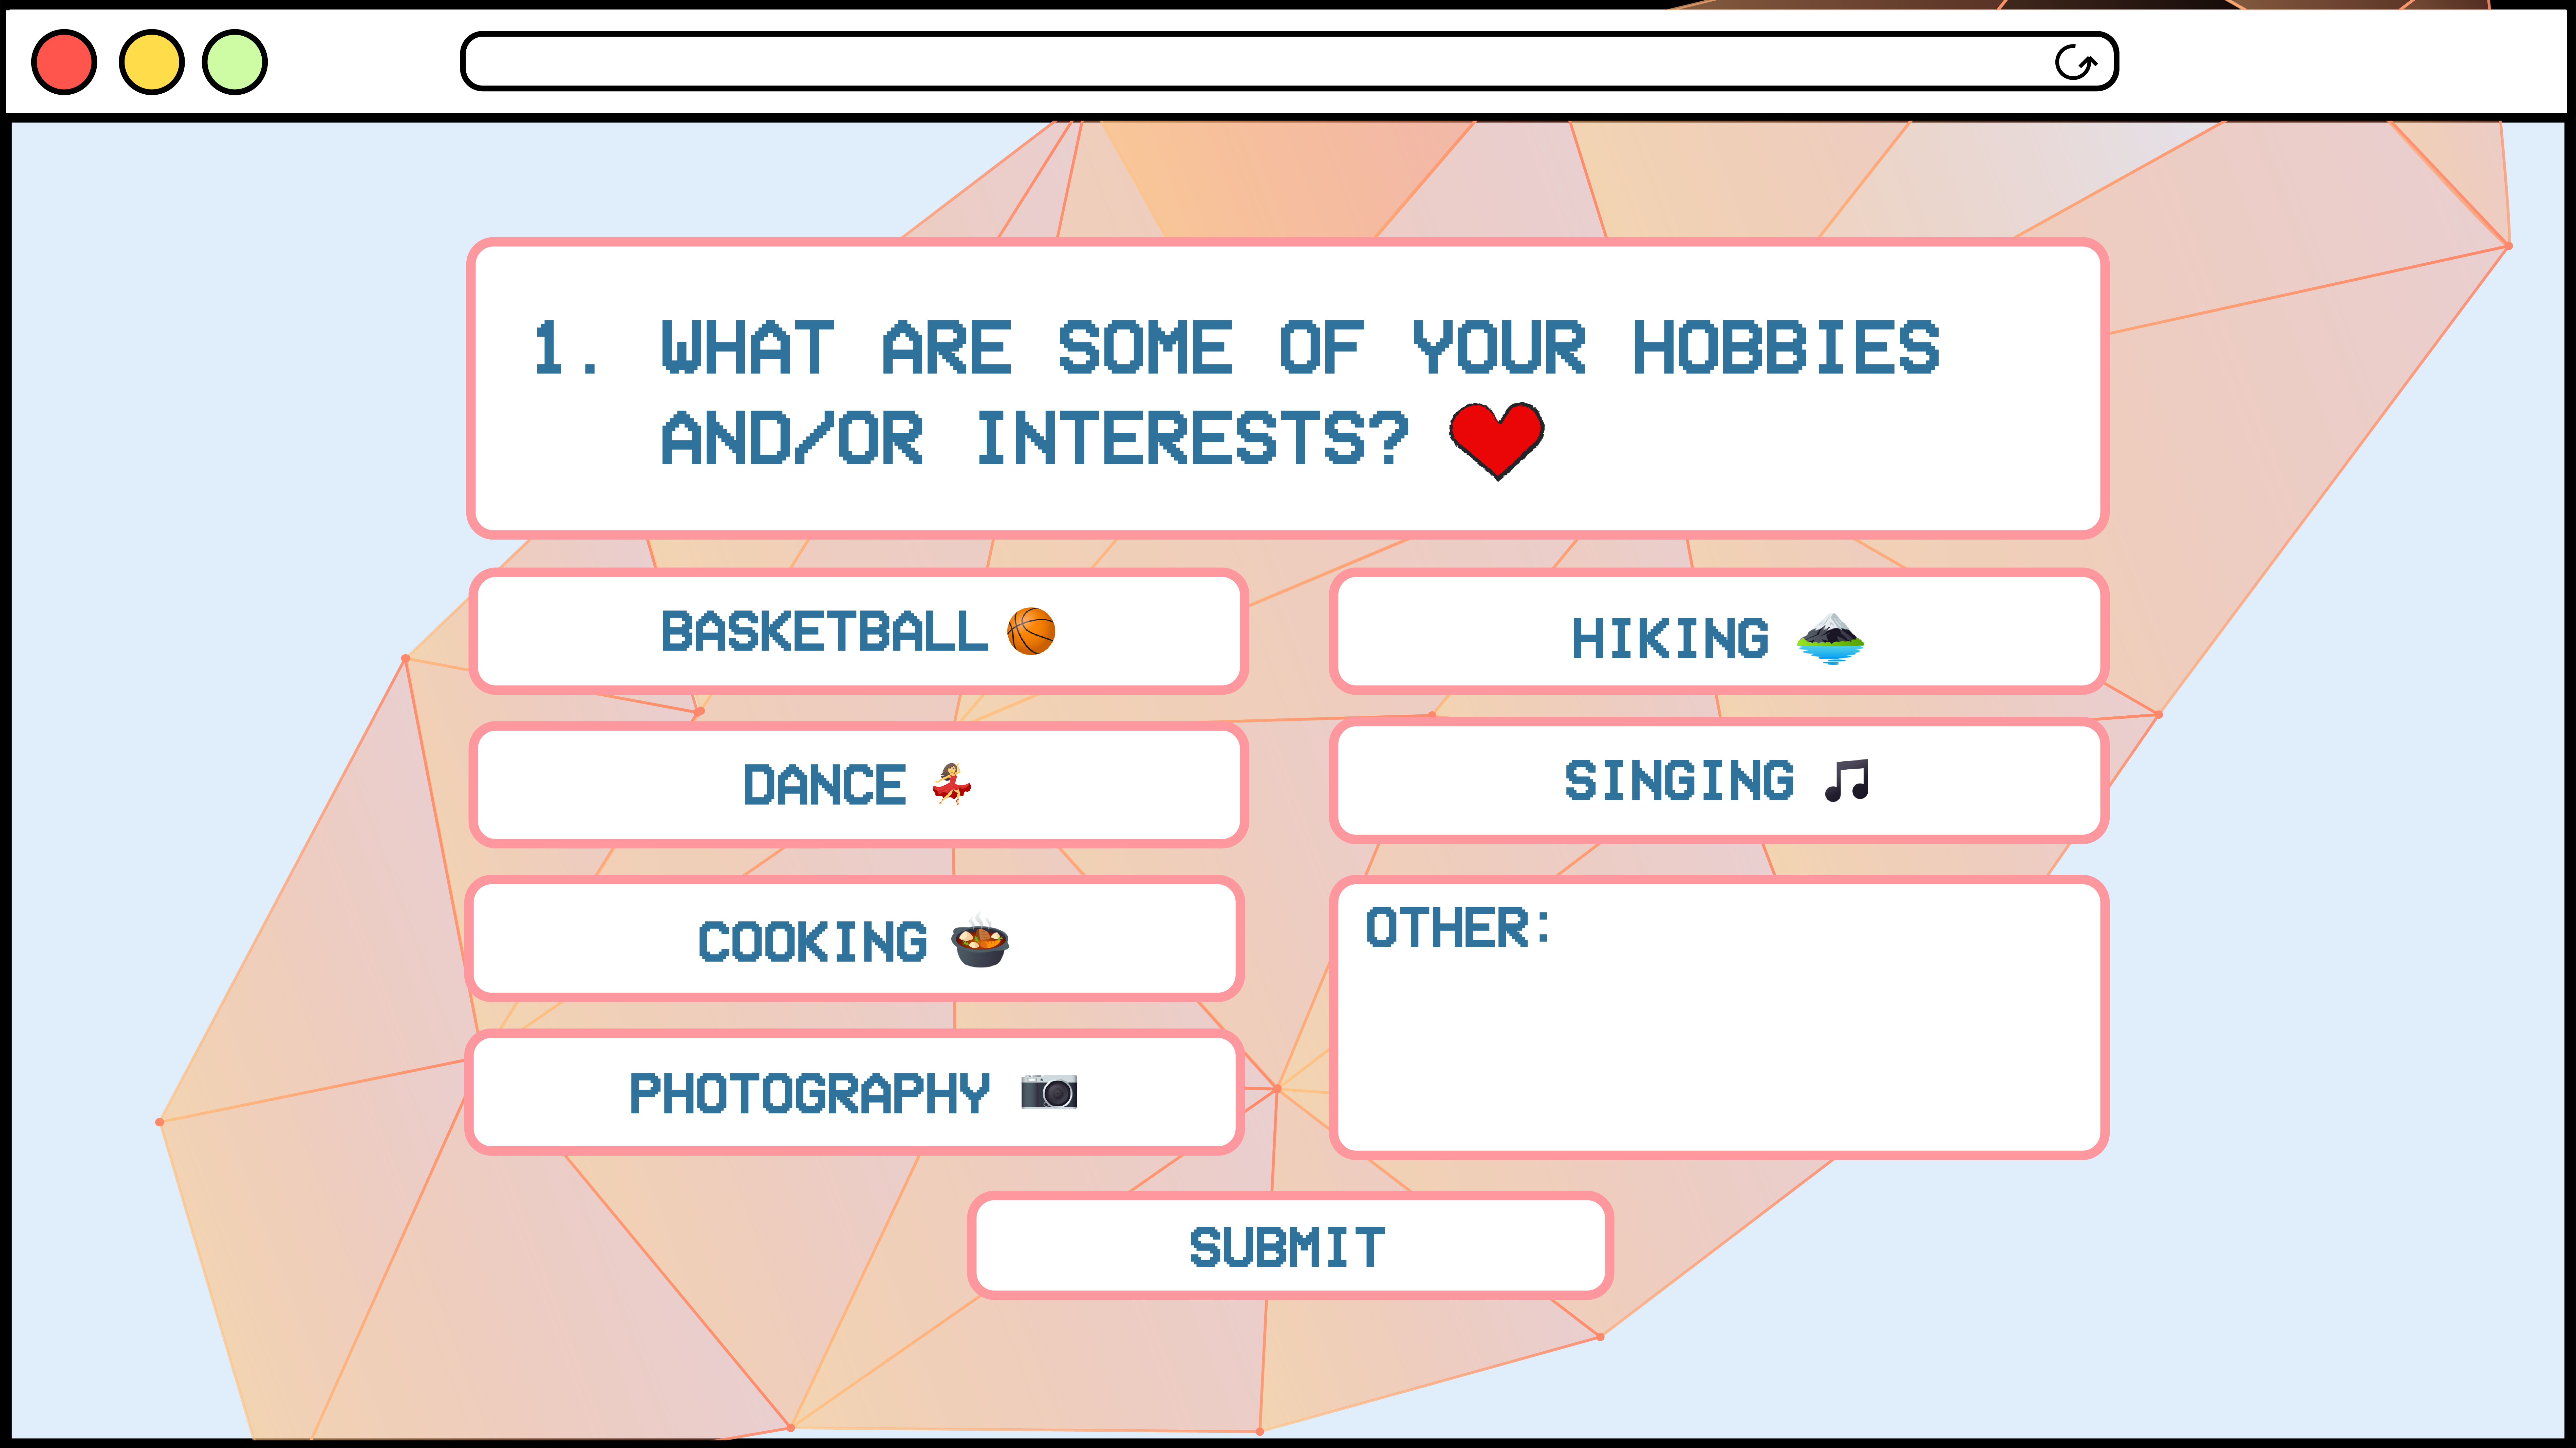 1. WHAT ARE SOME OF YOUR HOBBIES
AND/OR INTERESTS?
BASKETBALL
HIKING
DANCE
SINGING
COOKING
OTHER:
PHOTOGRAPHY
SUBMIT